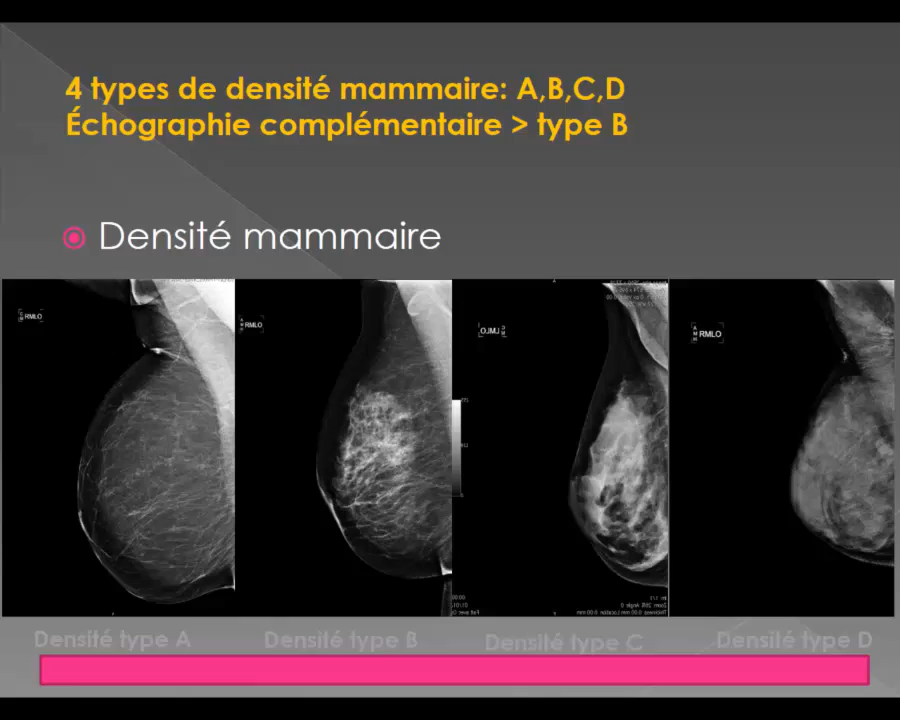 4 types de densité mammaire: A,B,C,D
Échographie complémentaire > type B
Densité mammaire
RMLO
RMLO
LMLO
RMLO
Densité type A
Densité type B
Densité type C
Densité type D